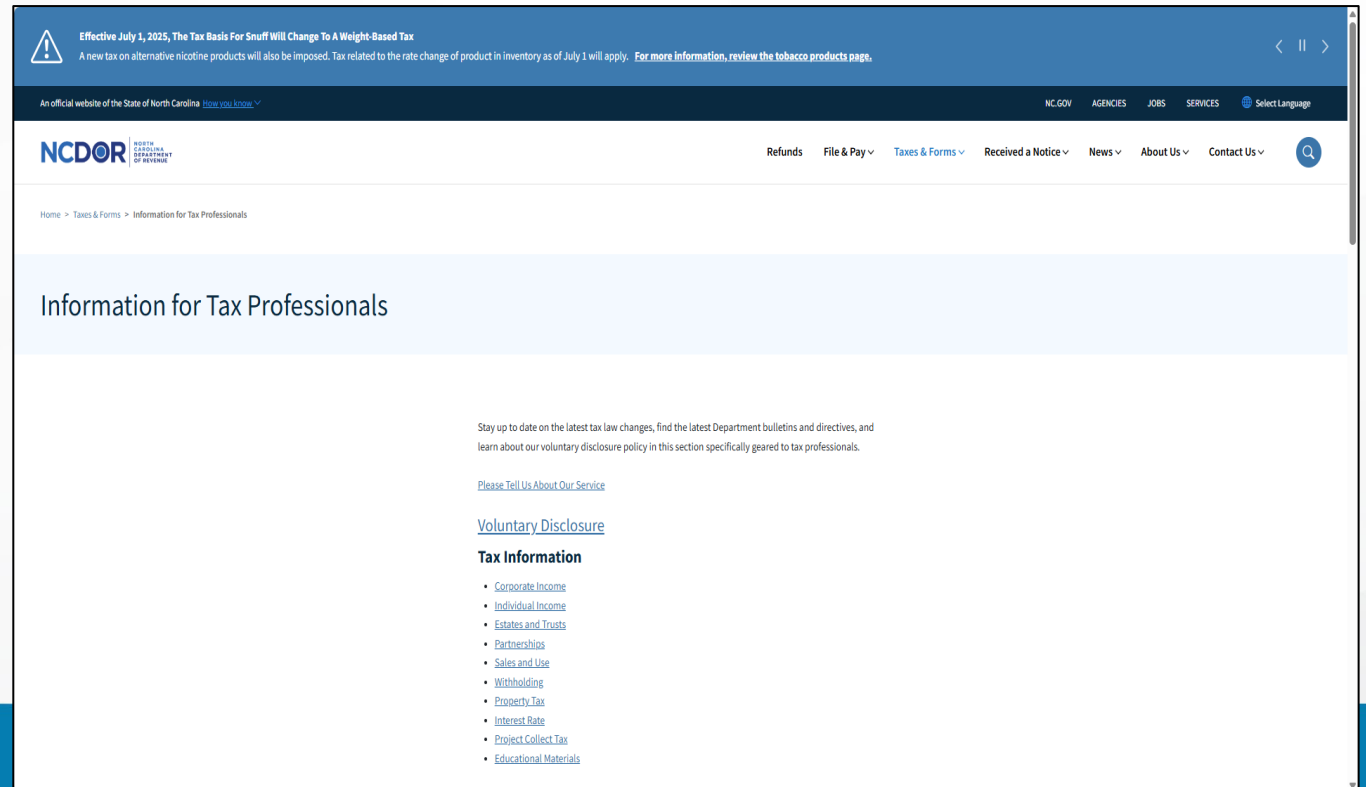 Effective July 1, 2025, The Tax Basis For Snuff Will Change To A Weight-Based Tax
A new tax on alternative nicotine products will also be imposed. Tax related to the rate change of product in inventory as of July 1 will apply. For more information, review the tobacco products page.
An official website of the State of North Carolina How you know
NC.GOV AGENCIES JOBS SERVICES Select Language
NCDOR NORTH CAROLINA DEPARTMENT OF REVENUE
Refunds File & Pay Taxes & Forms Received a Notice News About Us Contact Us
Home > Taxes & Forms > Information for Tax Professionals
Information for Tax Professionals
Stay up to date on the latest tax law changes, find the latest Department bulletins and directives, and
learn about our voluntary disclosure policy in this section specifically geared to tax professionals.
Please Tell Us About Our Service
Voluntary Disclosure
Tax Information
• Corporate Income
• Individual Income
• Estates and Trusts
• Partnerships
• Sales and Use
• Withholding
• Property Tax
• Interest Rate
• Project Collect Tax
• Educational Materials